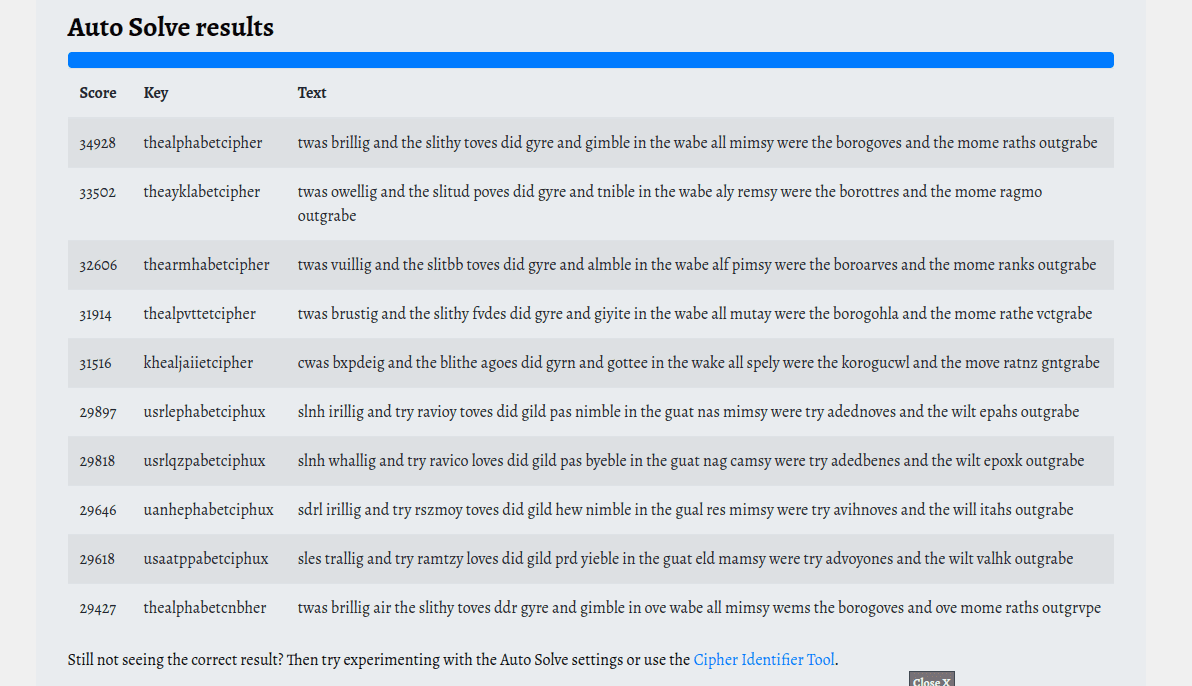 Auto Solve results
Score Key Text
34928 thealphabetcipher twas brillig and the slithy toves did gyre and gimble in the wabe all mimsy were the borogoves and the mome raths outgrabe
33502 theayklabetcipher twas owellig and the slitud poves did gyre and tnible in the wabe aly remsy were the borottres and the mome ragmo
outgrabe
32606 thearmhabetcipher twas vuillig and the slitbb toves did gyre and almble in the wabe alf pimsy were the boroarves and the mome ranks outgrabe
31914 thealpvttetcipher twas brustig and the slithy fvdes did gyre and giyite in the wabe all mutay were the borogohla and the mome rathe vctgrabe
31516 khealjaiietcipher cwas bxpdeig and the blithe agoes did gyrn and gottee in the wake all spely were the korogucwl and the move ratnz gntgrabe
29897 usrlephabetciphux slnh irillig and try ravioy toves did gild pas nimble in the guat nas mimsy were try adednoves and the wilt epahs outgrabe
29818 usrlqzpabetciphux slnh whallig and try ravico loves did gild pas byeble in the guat nag camsy were try adedbenes and the wilt epoxk outgrabe
29646 uanhephabetciphux sdrl irillig and try rszmoy toves did gild hew nimble in the gual res mimsy were try avihnoves and the will itahs outgrabe
29618 usaatppabetciphux sles trallig and try ramtzy loves did gild prd yieble in the guat eld mamsy were try advoyones and the wilt valhk outgrabe
29427 thealphabetcnbher twas brillig air the slithy toves ddr gyre and gimble in ove wabe all mimsy wems the borogoves and ove mome raths outgrvpe
Still not seeing the correct result? Then try experimenting with the Auto Solve settings or use the Cipher Identifier Tool.
Close X